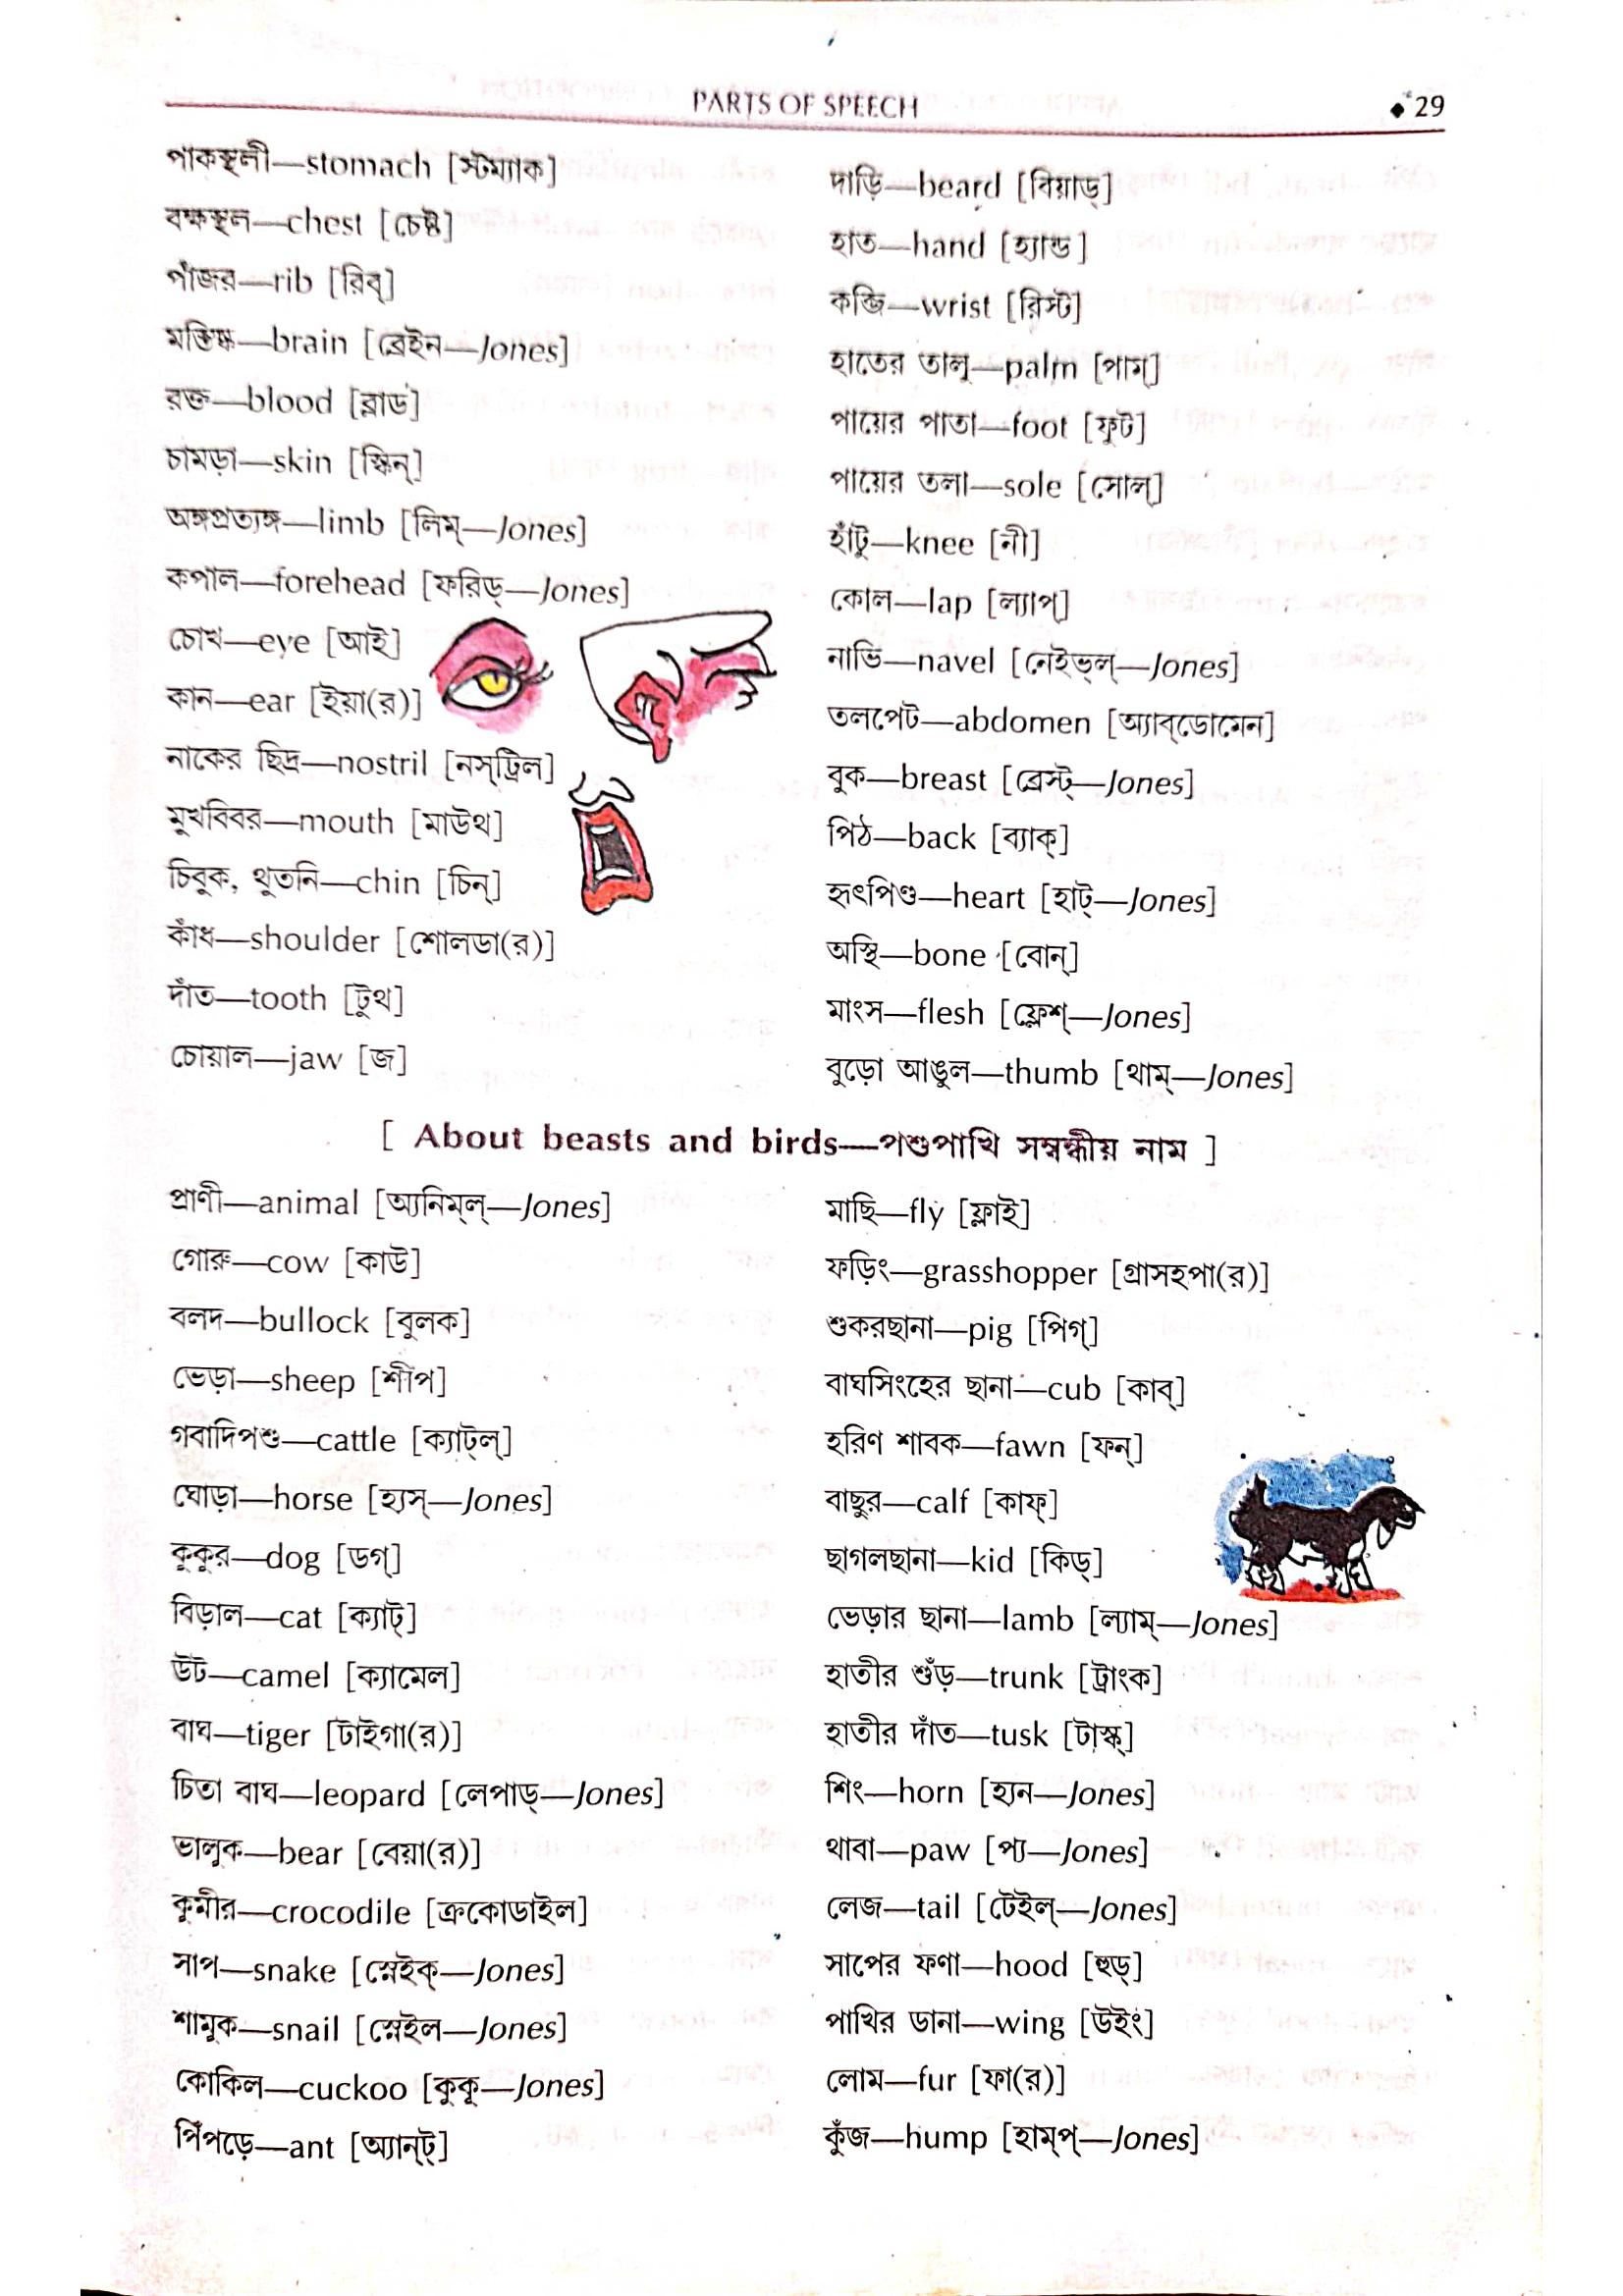 PARTS OF SPEECH ◆ 29
পাকস্থলী—stomach [স্টম্যাক]
বক্ষস্থল—chest [চেষ্ট]
পাঁজর—rib [রিব্]
মস্তিষ্ক—brain [ব্রেইন—Jones]
রক্ত—blood [ব্লাড]
চামড়া—skin [স্কিন্]
অঙ্গপ্রত্যঙ্গ—limb [লিম্—Jones]
কপাল—forehead [ফরিড্—Jones]
চোখ—eye [আই]
কান—ear [ইয়া(র)]
নাকের ছিদ্র—nostril [নস্ট্রিল]
মুখবিবর—mouth [মাউথ]
চিবুক, থুতনি—chin [চিন্]
কাঁধ—shoulder [শোলডা(র)]
দাঁত—tooth [টুথ]
চোয়াল—jaw [জ]
দাড়ি—beard [বিয়াড্]
হাত—hand [হ্যান্ড]
কব্জি—wrist [রিস্ট]
হাতের তালু—palm [পাম্]
পায়ের পাতা—foot [ফুট]
পায়ের তলা—sole [সোল্]
হাঁটু—knee [নী]
কোল—lap [ল্যাপ্]
নাভি—navel [নেইভ্ল্—Jones]
তলপেট—abdomen [অ্যাব্ডোমেন]
বুক—breast [ব্রেস্ট্—Jones]
পিঠ—back [ব্যাক্]
হৃৎপিণ্ড—heart [হাট্—Jones]
অস্থি—bone [বোন্]
মাংস—flesh [ফ্লেশ্—Jones]
বুড়ো আঙুল—thumb [থাম্—Jones]
[ About beasts and birds—পশুপাখি সম্বন্ধীয় নাম ]
প্রাণী—animal [অ্যনিম্ল্—Jones]
গোরু—cow [কাউ]
বলদ—bullock [বুলক]
ভেড়া—sheep [শীপ]
গবাদিপশু—cattle [ক্যাট্ল্]
ঘোড়া—horse [হ্যস্—Jones]
কুকুর—dog [ডগ্]
বিড়াল—cat [ক্যাট্]
উট—camel [ক্যামেল]
বাঘ—tiger [টাইগা(র)]
চিতা বাঘ—leopard [লেপাড্—Jones]
ভালুক—bear [বেয়া(র)]
কুমীর—crocodile [ক্রকোডাইল]
সাপ—snake [স্নেইক্—Jones]
শামুক—snail [স্নেইল—Jones]
কোকিল—cuckoo [কুকূ—Jones]
পিঁপড়ে—ant [অ্যান্ট্]
মাছি—fly [ফ্লাই]
ফড়িং—grasshopper [গ্রাসহপা(র)]
শুকরছানা—pig [পিগ্]
বাঘসিংহের ছানা—cub [কাব্]
হরিণ শাবক—fawn [ফন্]
বাছুর—calf [কাফ্]
ছাগলছানা—kid [কিড্]
ভেড়ার ছানা—lamb [ল্যাম্—Jones]
হাতীর শুঁড়—trunk [ট্রাংক]
হাতীর দাঁত—tusk [টাস্ক্]
শিং—horn [হ্যন—Jones]
থাবা—paw [প্য—Jones]
লেজ—tail [টেইল্—Jones]
সাপের ফণা—hood [হুড্]
পাখির ডানা—wing [উইং]
লোম—fur [ফা(র)]
কুঁজ—hump [হাম্প্—Jones]